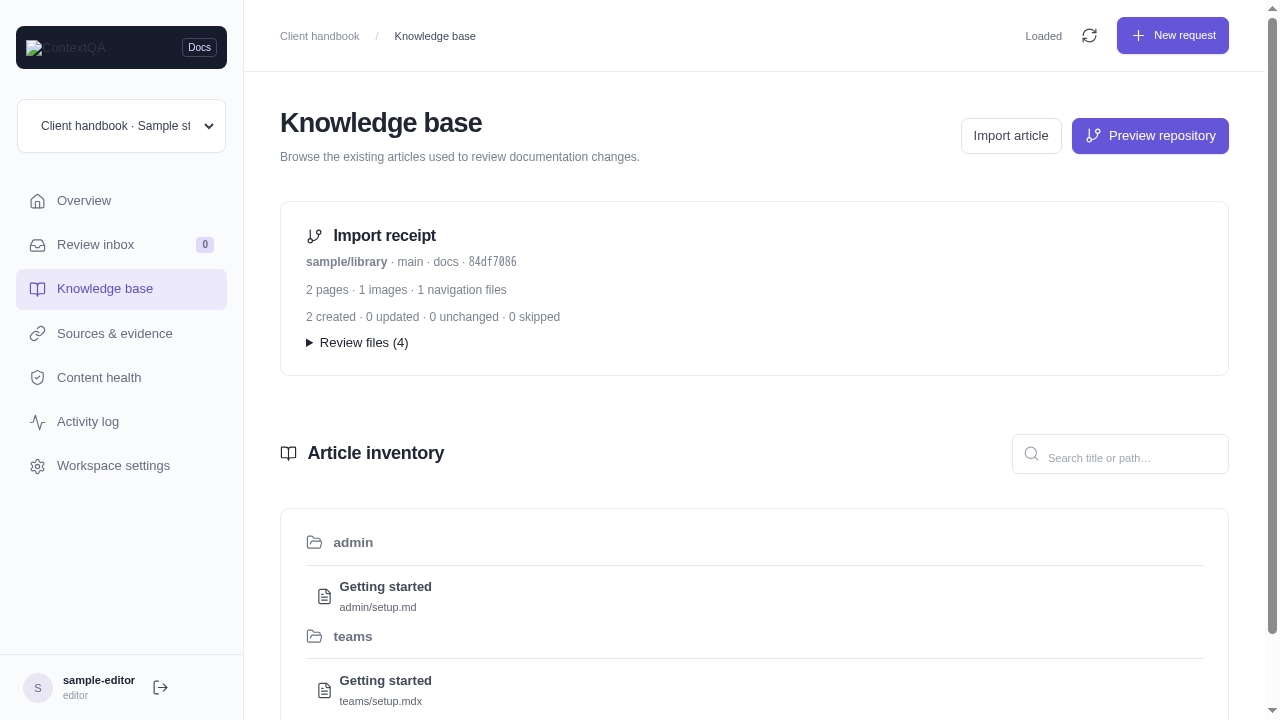 ContextQA
Docs
Client handbook · Sample st
Overview
Review inbox
0
Knowledge base
Sources & evidence
Content health
Activity log
Workspace settings
S
sample-editor
editor
Client handbook / Knowledge base
Loaded
New request
Knowledge base
Browse the existing articles used to review documentation changes.
Import article
Preview repository
Import receipt
sample/library · main · docs · 84df7086
2 pages · 1 images · 1 navigation files
2 created · 0 updated · 0 unchanged · 0 skipped
Review files (4)
Article inventory
Search title or path…
admin
Getting started
admin/setup.md
teams
Getting started
teams/setup.mdx